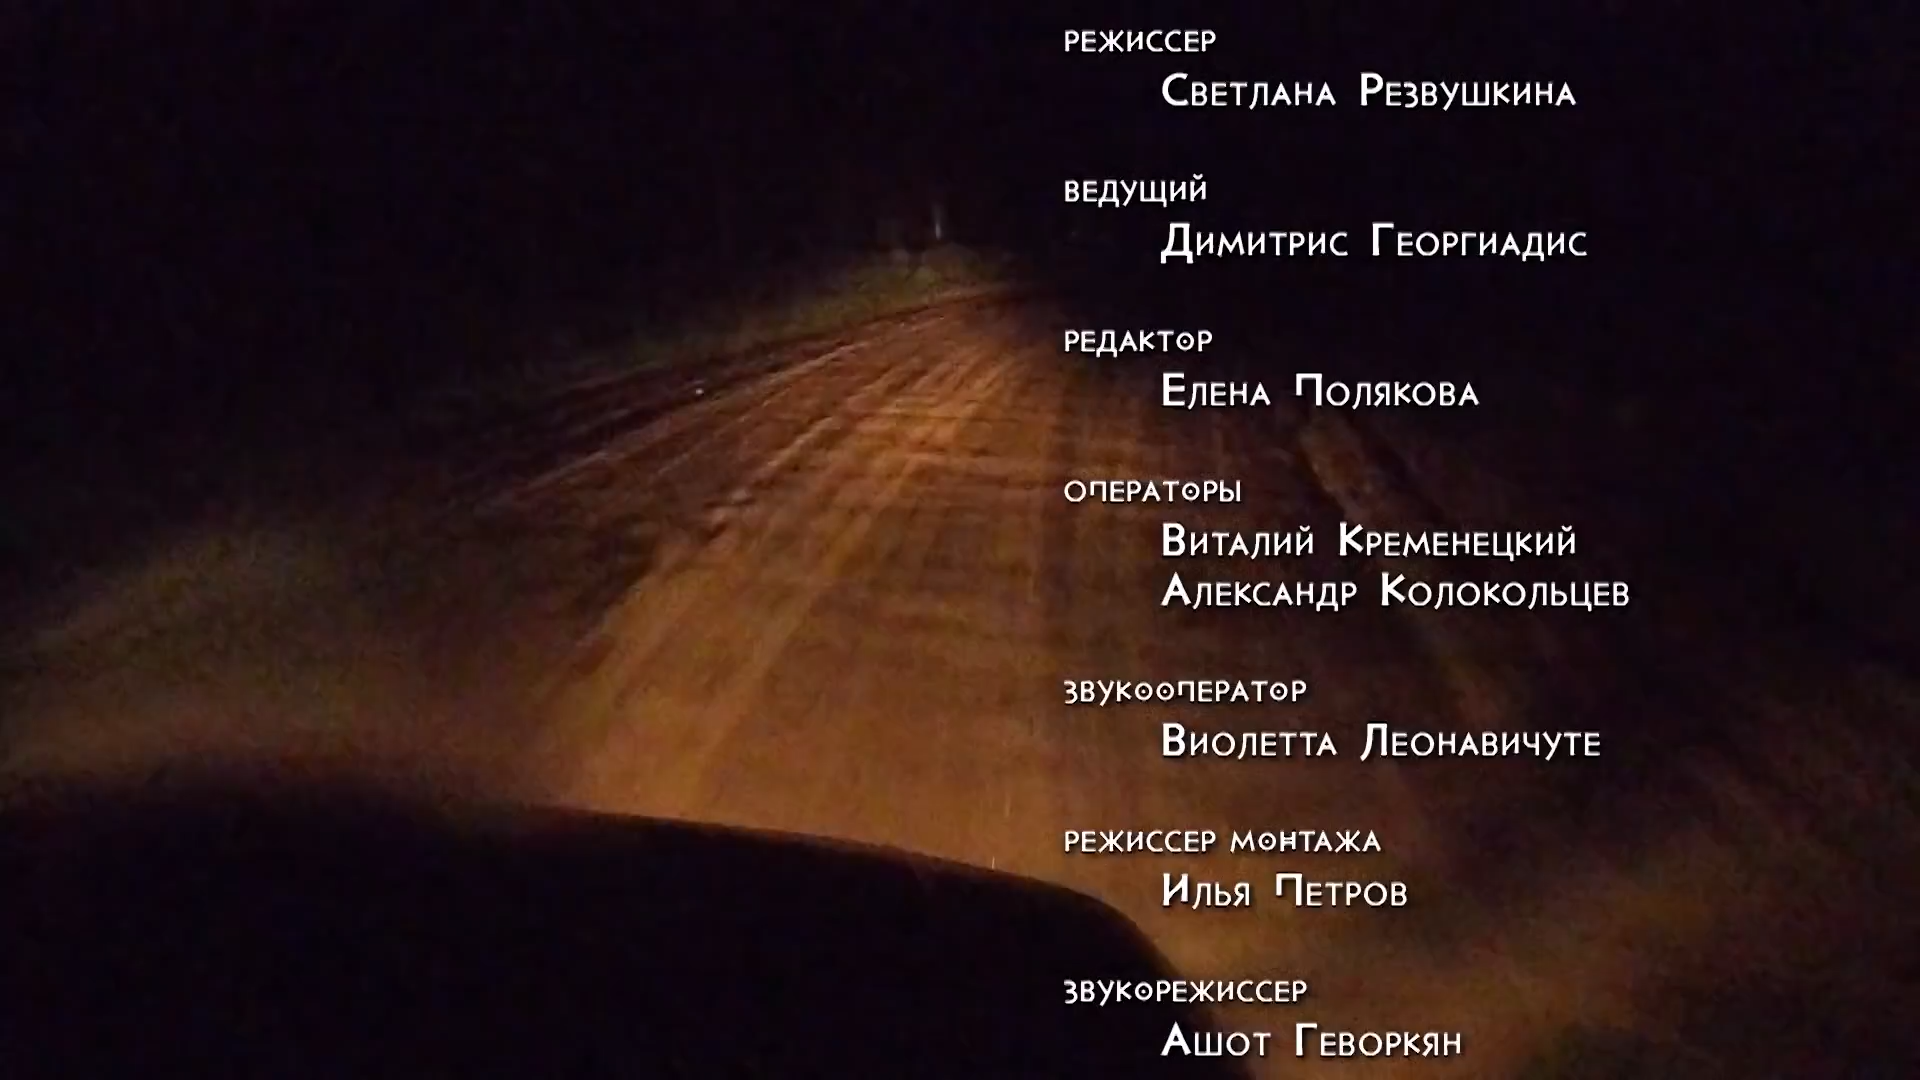 РЕЖИССЕР
СВЕТЛАНА РЕЗВУШКИНА
ВЕДУЩИЙ
ДИМИТРИС ГЕОРГИАДИС
РЕДАКТОР
ЕЛЕНА ПОЛЯКОВА
ОПЕРАТОРЫ
ВИТАЛИЙ КРЕМЕНЕЦКИЙ
АЛЕКСАНДР КОЛОКОЛЬЦЕВ
ЗВУКООПЕРАТОР
ВИОЛЕТТА ЛЕОНАВИЧУТЕ
РЕЖИССЕР МОНТАЖА
ИЛЬЯ ПЕТРОВ
ЗВУКОРЕЖИССЕР
АШОТ ГЕВОРКЯН